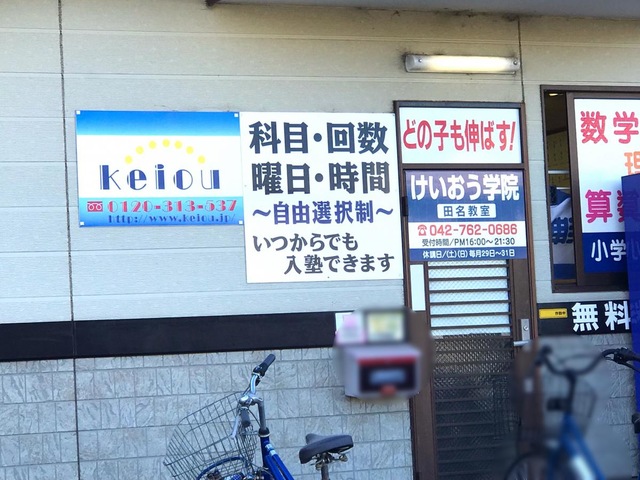 keiou
0120-313-537
http://www.keiou.jp/
科目・回数
曜日・時間
～自由選択制～
いつからでも
入塾できます
どの子も伸ばす!
けいおう学院
田名教室
☎042-762-0686
受付時間/PM16:00～21:30
休講日/(土)(日)毎月29日～31日
数学
算数
小学
無料